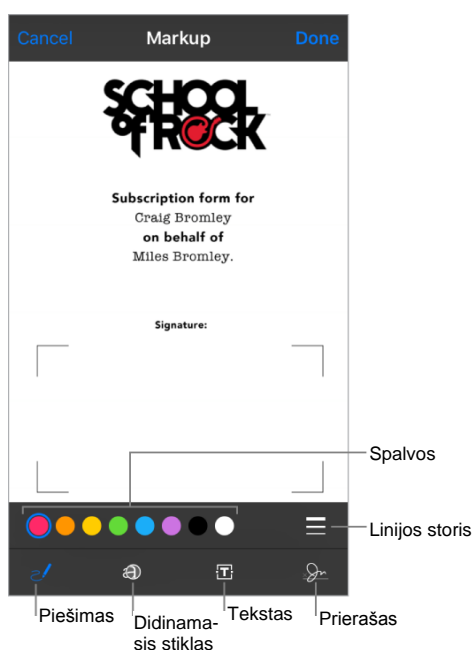 Cancel Markup Done
SCHOOL
of ROCK
Subscription form for
Craig Bromley
on behalf of
Miles Bromley.
Signature:
Spalvos
Linijos storis
Piešimas
Didinama-
sis stiklas
Tekstas
Prierašas